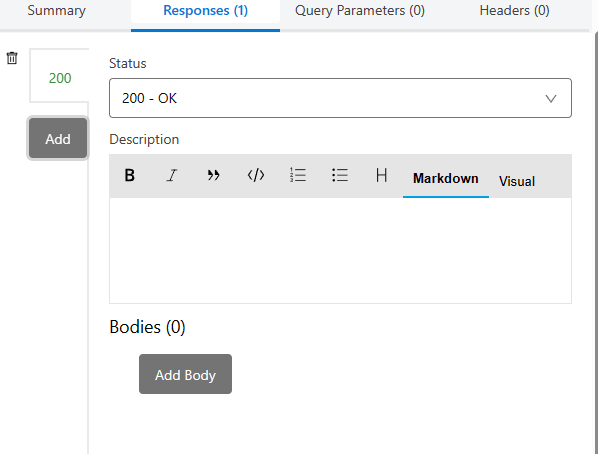 Summary
Responses (1)
Query Parameters (0)
Headers (0)
200
Add
Status
200 - OK
Description
B I ” </> H Markdown Visual
Bodies (0)
Add Body